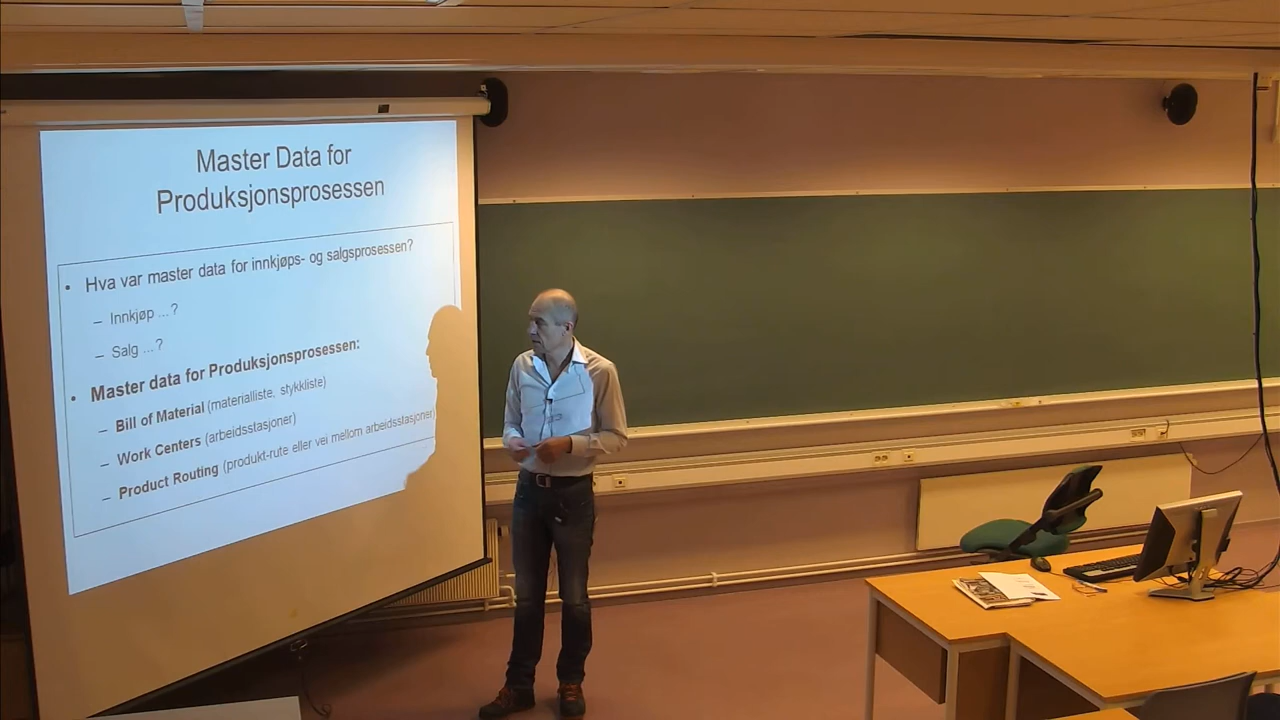 Master Data for
Produksjonsprosessen
• Hva var master data for innkjøps- og salgsprosessen?
– Innkjøp ...?
– Salg ...?
• Master data for Produksjonsprosessen:
– Bill of Material (materialliste, stykkliste)
– Work Centers (arbeidsstasjoner)
– Product Routing (produkt-rute eller vei mellom arbeidsstasjoner)